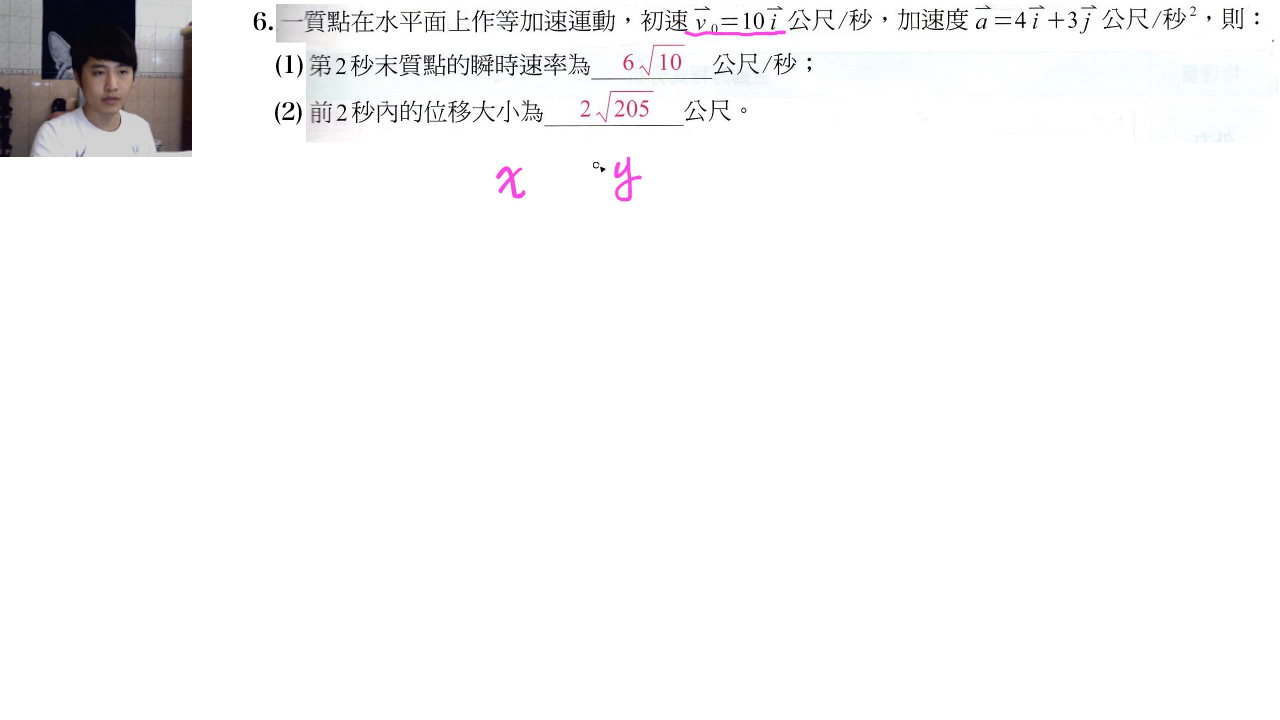 6. 一質點在水平面上作等加速運動，初速 v⃗₀=10 i⃗ 公尺/秒，加速度 a⃗=4 i⃗+3 j⃗ 公尺/秒²，則：
(1) 第2秒末質點的瞬時速率為 6√10 公尺/秒；
(2) 前2秒內的位移大小為 2√205 公尺。
x y